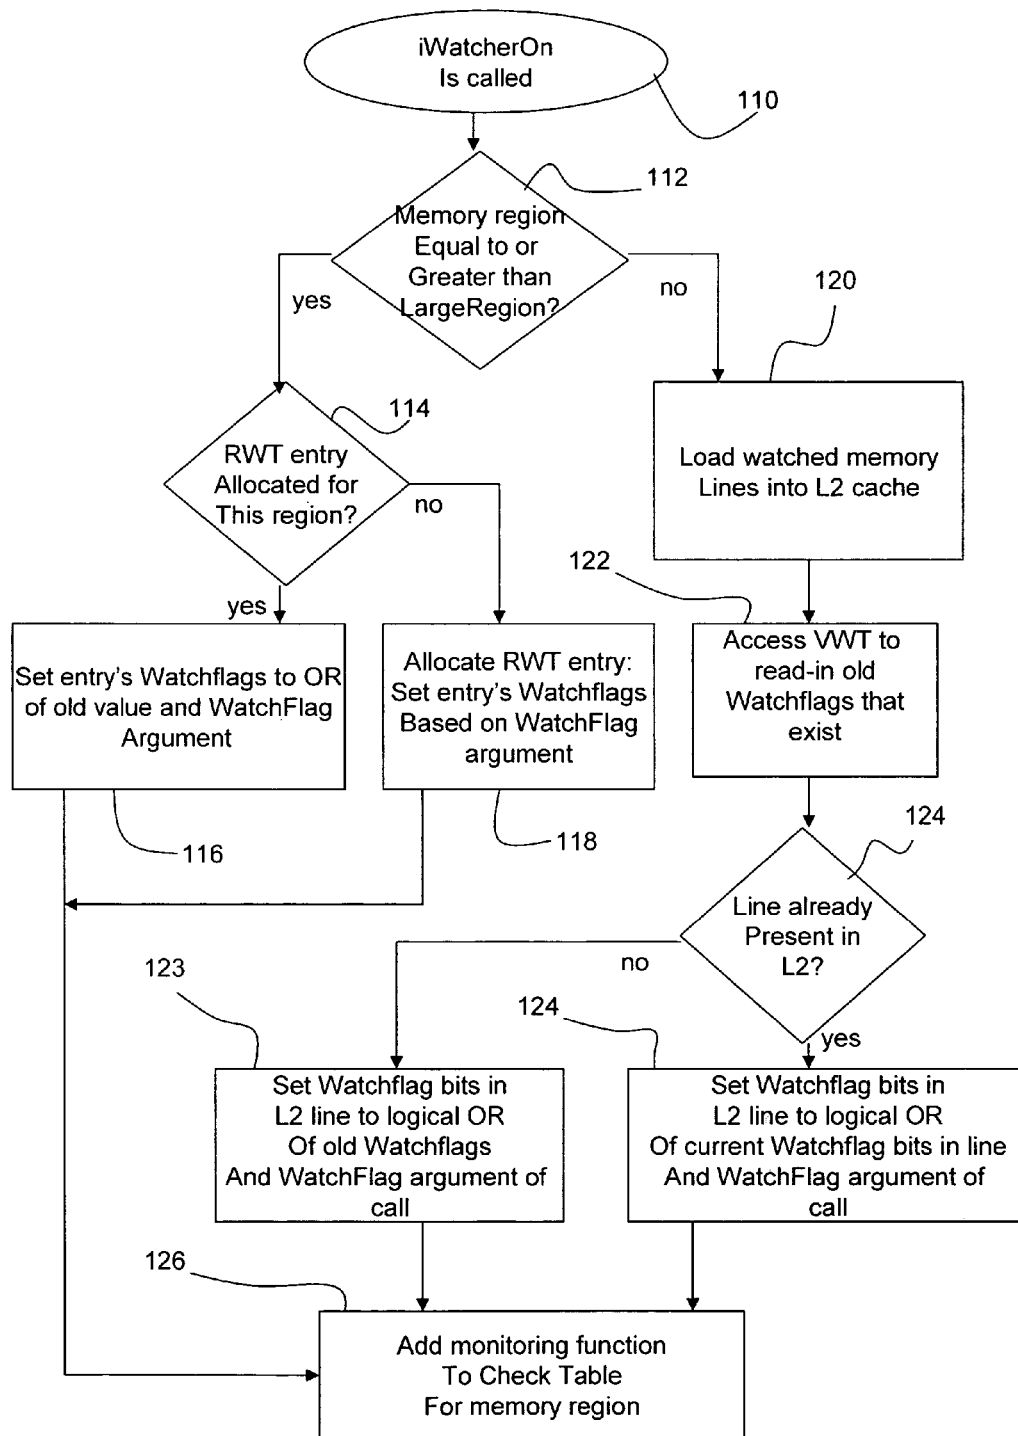 iWatcherOn
Is called
110
112
Memory region
Equal to or
Greater than
LargeRegion?
yes
no
120
114
RWT entry
Allocated for
This region?
no
yes
Load watched memory
Lines into L2 cache
122
Set entry's Watchflags to OR
of old value and WatchFlag
Argument
116
Allocate RWT entry:
Set entry's Watchflags
Based on WatchFlag
argument
118
Access VWT to
read-in old
Watchflags that
exist
124
Line already
Present in
L2?
no
yes
123
Set Watchflag bits in
L2 line to logical OR
Of old Watchflags
And WatchFlag argument of
call
124
Set Watchflag bits in
L2 line to logical OR
Of current Watchflag bits in line
And WatchFlag argument of
call
126
Add monitoring function
To Check Table
For memory region